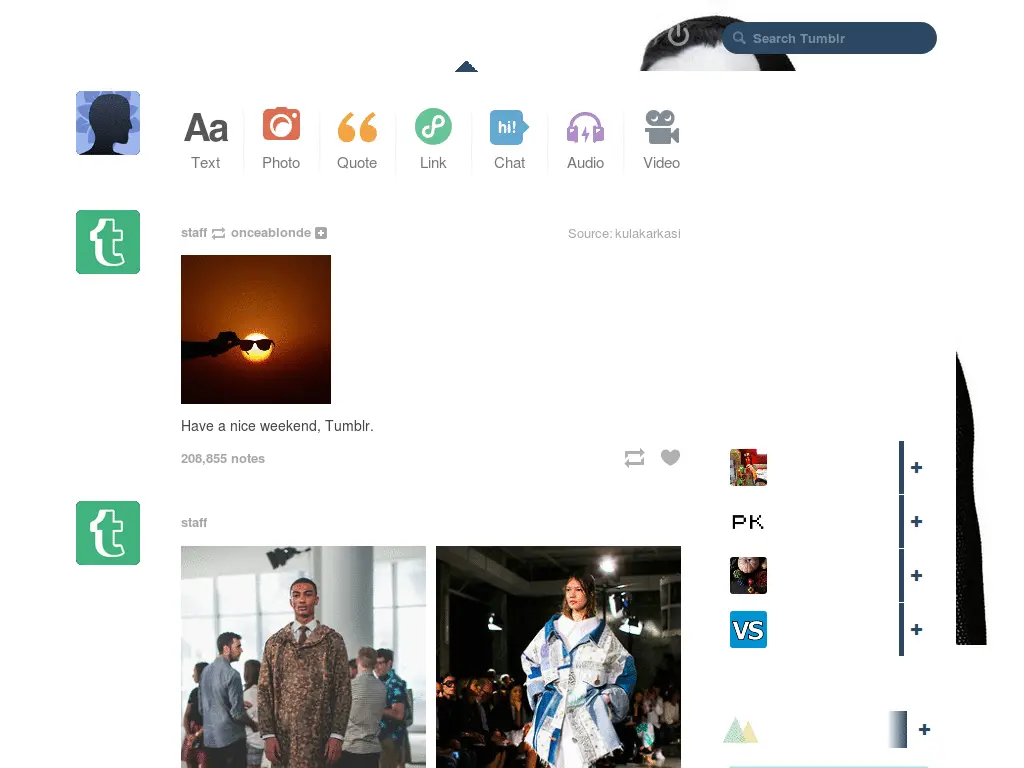 Search Tumblr
Aa
hi!
Text
Photo
Quote
Link
Chat
Audio
Video
staff onceablonde
Source: kulakarkasi
Have a nice weekend, Tumblr.
208,855 notes
PK
staff
VS